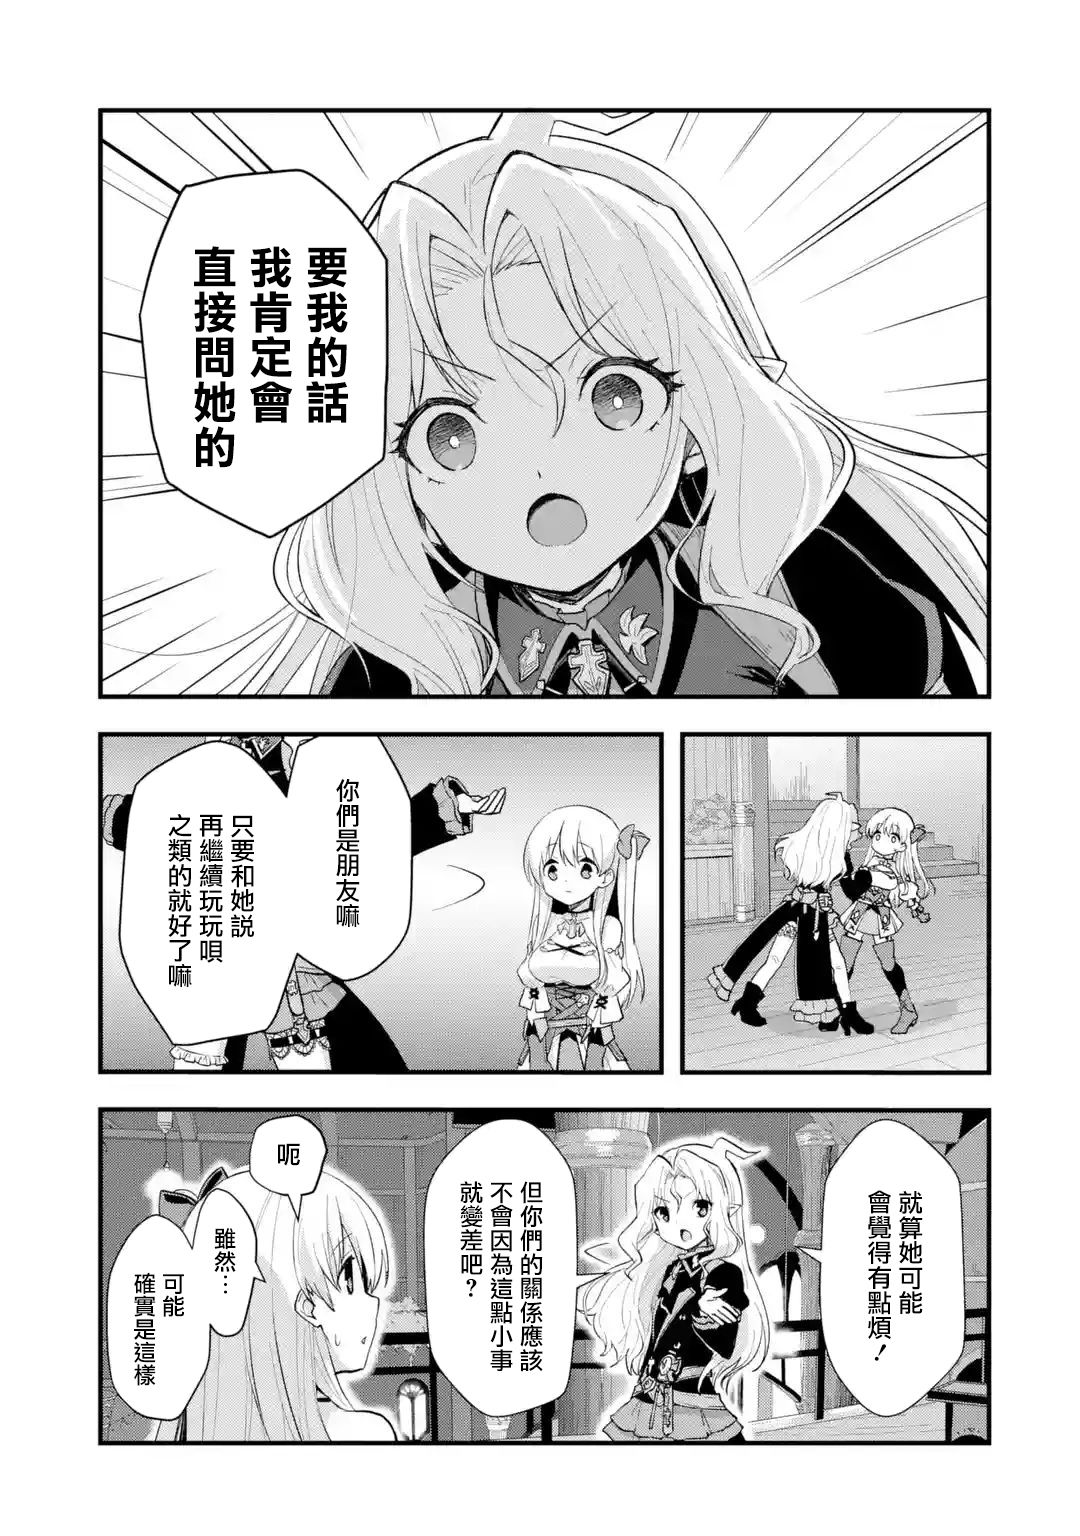 要我的話
我肯定會
直接問她的
你們是朋友嘛
只要和她說
再繼續玩玩唄
之類的就好了嘛
就算她可能
會覺得有點煩！
但你們的關係應該
不會因為這點小事
就變差吧？
呃
雖然…
可能
確實是這樣